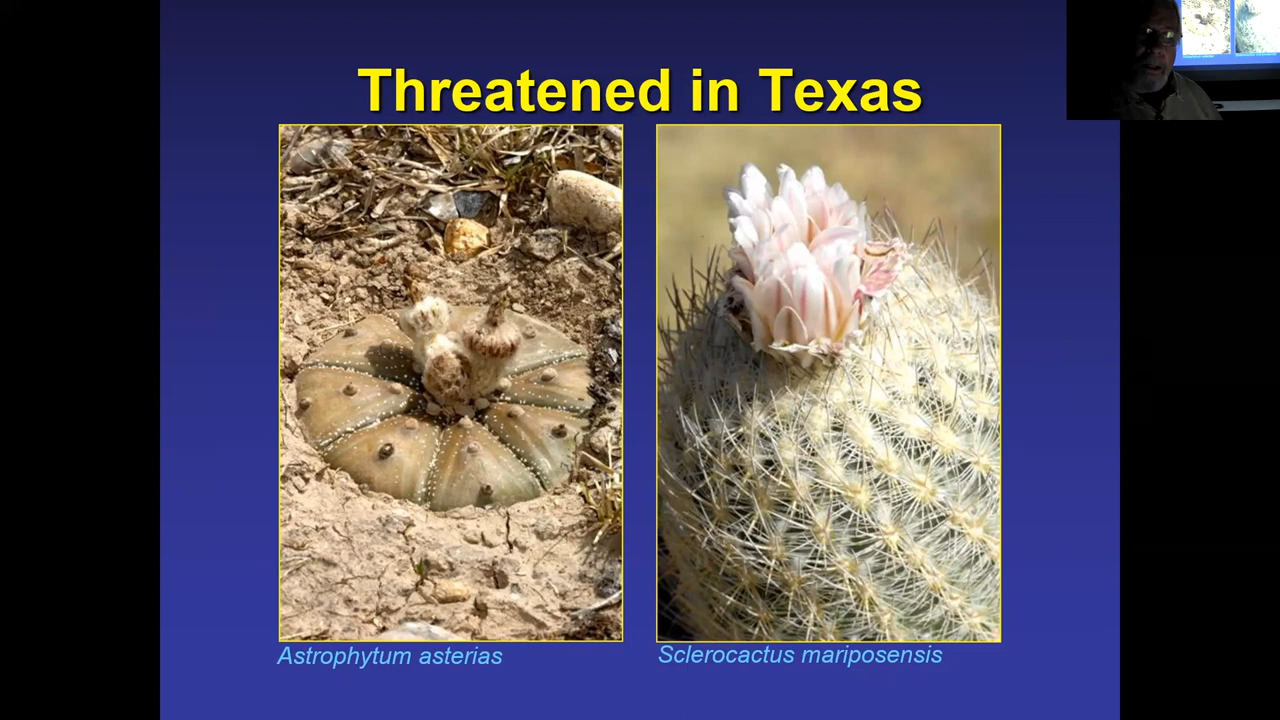 Threatened in Texas
Astrophytum asterias
Sclerocactus mariposensis